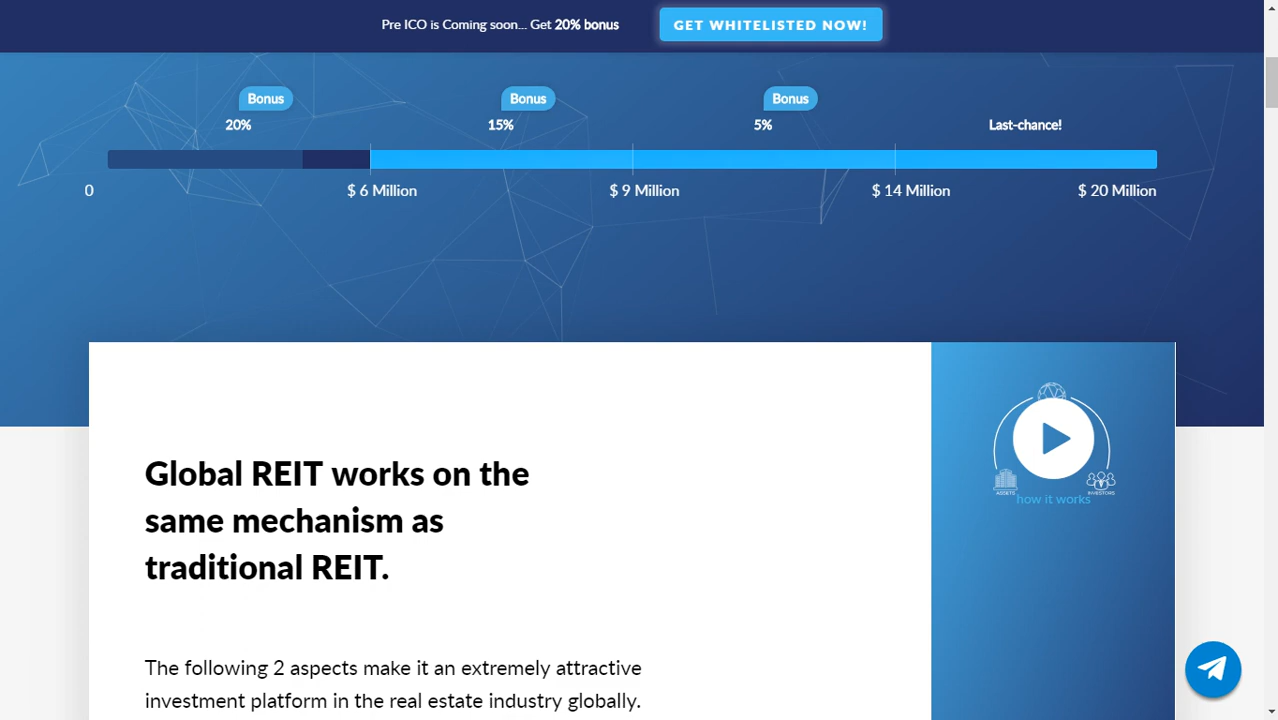 Pre ICO is Coming soon... Get 20% bonus
GET WHITELISTED NOW!
Bonus Bonus Bonus
20% 15% 5% Last-chance!
0 $ 6 Million $ 9 Million $ 14 Million $ 20 Million
Global REIT works on the
same mechanism as
traditional REIT.
ASSETS INVESTORS
how it works
The following 2 aspects make it an extremely attractive
investment platform in the real estate industry globally.